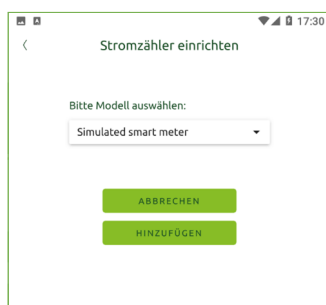 17:30
Stromzähler einrichten
Bitte Modell auswählen:
Simulated smart meter
ABBRECHEN
HINZUFÜGEN